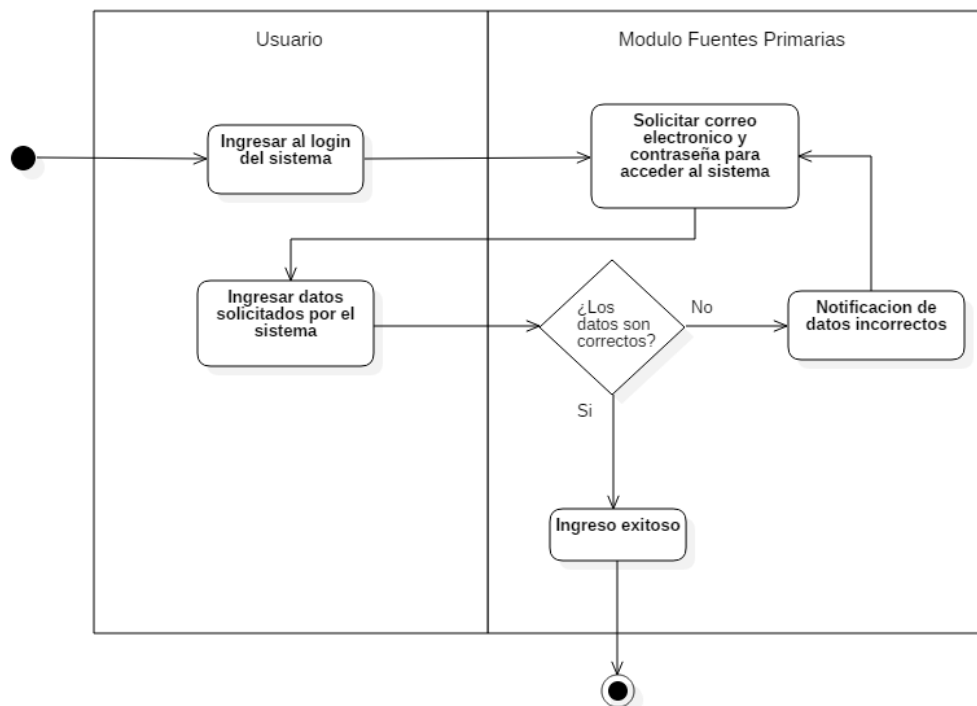 Usuario
Modulo Fuentes Primarias
Ingresar al login
del sistema
Solicitar correo
electronico y
contraseña para
acceder al sistema
Ingresar datos
solicitados por el
sistema
¿Los
datos son
correctos?
No
Notificacion de
datos incorrectos
Si
Ingreso exitoso